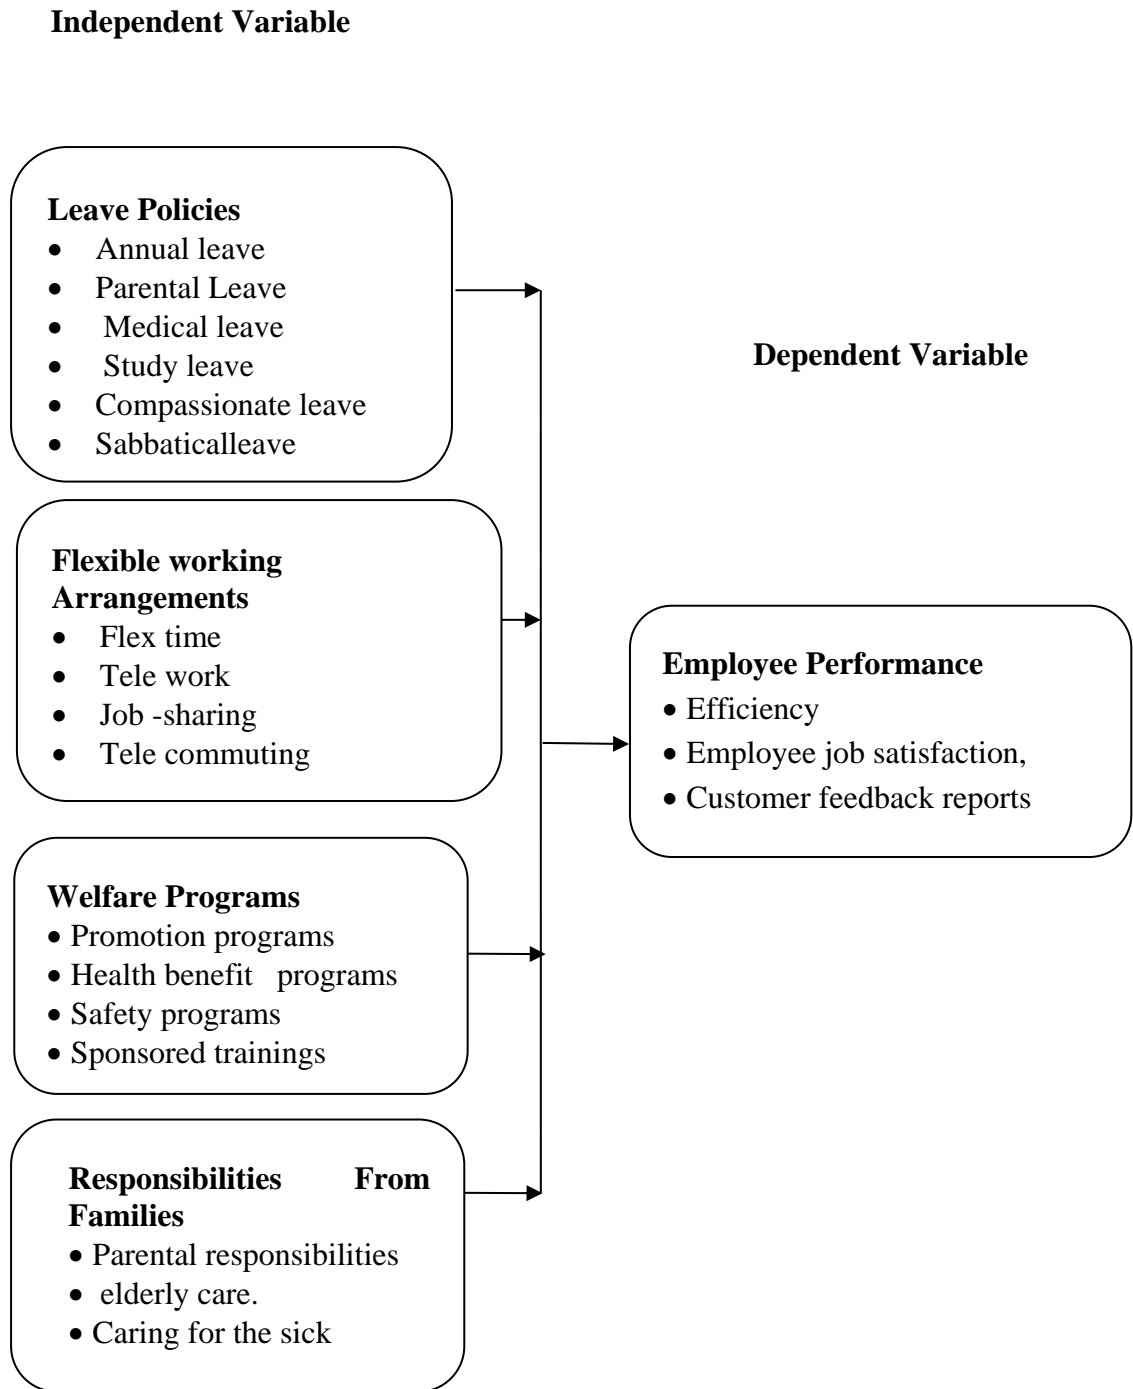 Independent Variable
Leave Policies
• Annual leave
• Parental Leave
• Medical leave
• Study leave
• Compassionate leave
• Sabbaticalleave
Dependent Variable
Flexible working
Arrangements
• Flex time
• Tele work
• Job -sharing
• Tele commuting
Employee Performance
• Efficiency
• Employee job satisfaction,
• Customer feedback reports
Welfare Programs
• Promotion programs
• Health benefit programs
• Safety programs
• Sponsored trainings
Responsibilities From
Families
• Parental responsibilities
• elderly care.
• Caring for the sick